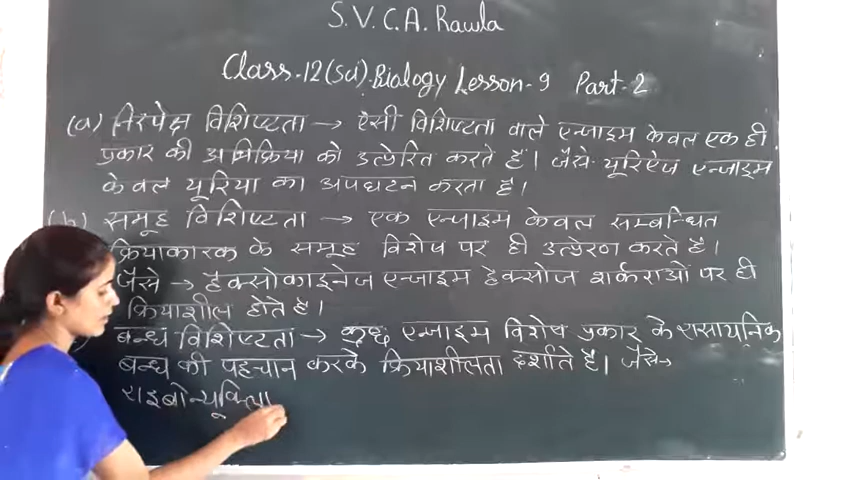 S.V.C.A. Rawla
Class-12(Sci). Biology Lesson-9 Part-2
(a) निरपेक्ष विशिष्टता → ऐसी विशिष्टता वाले एन्जाइम केवल एक ही
प्रकार की अभिक्रिया को उत्प्रेरित करते हैं। जैसे- यूरिऐज एन्जाइम
केवल यूरिया का अपघटन करता है।
(b) समूह विशिष्टता → एक एन्जाइम केवल सम्बन्धित
क्रियाकारक के समूह विशेष पर ही उत्प्रेरण करते है।
जैसे → हैक्सोकाइनेज एन्जाइम हेक्सोज शर्कराओं पर ही
क्रियाशील होते है।
बन्ध विशिष्टता → कुछ एन्जाइम विशेष प्रकार के रासायनिक
बन्ध की पहचान करके क्रियाशीलता दर्शाते है। जैसे→
राइबोन्यूक्लिया